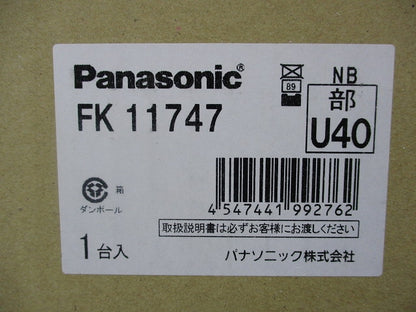 Panasonic®
FK 11747
89
NB
部
U40
箱
ダンボール
4 547441 992762
取扱説明書は必ずお客様にお渡しください
1台入
パナソニック株式会社